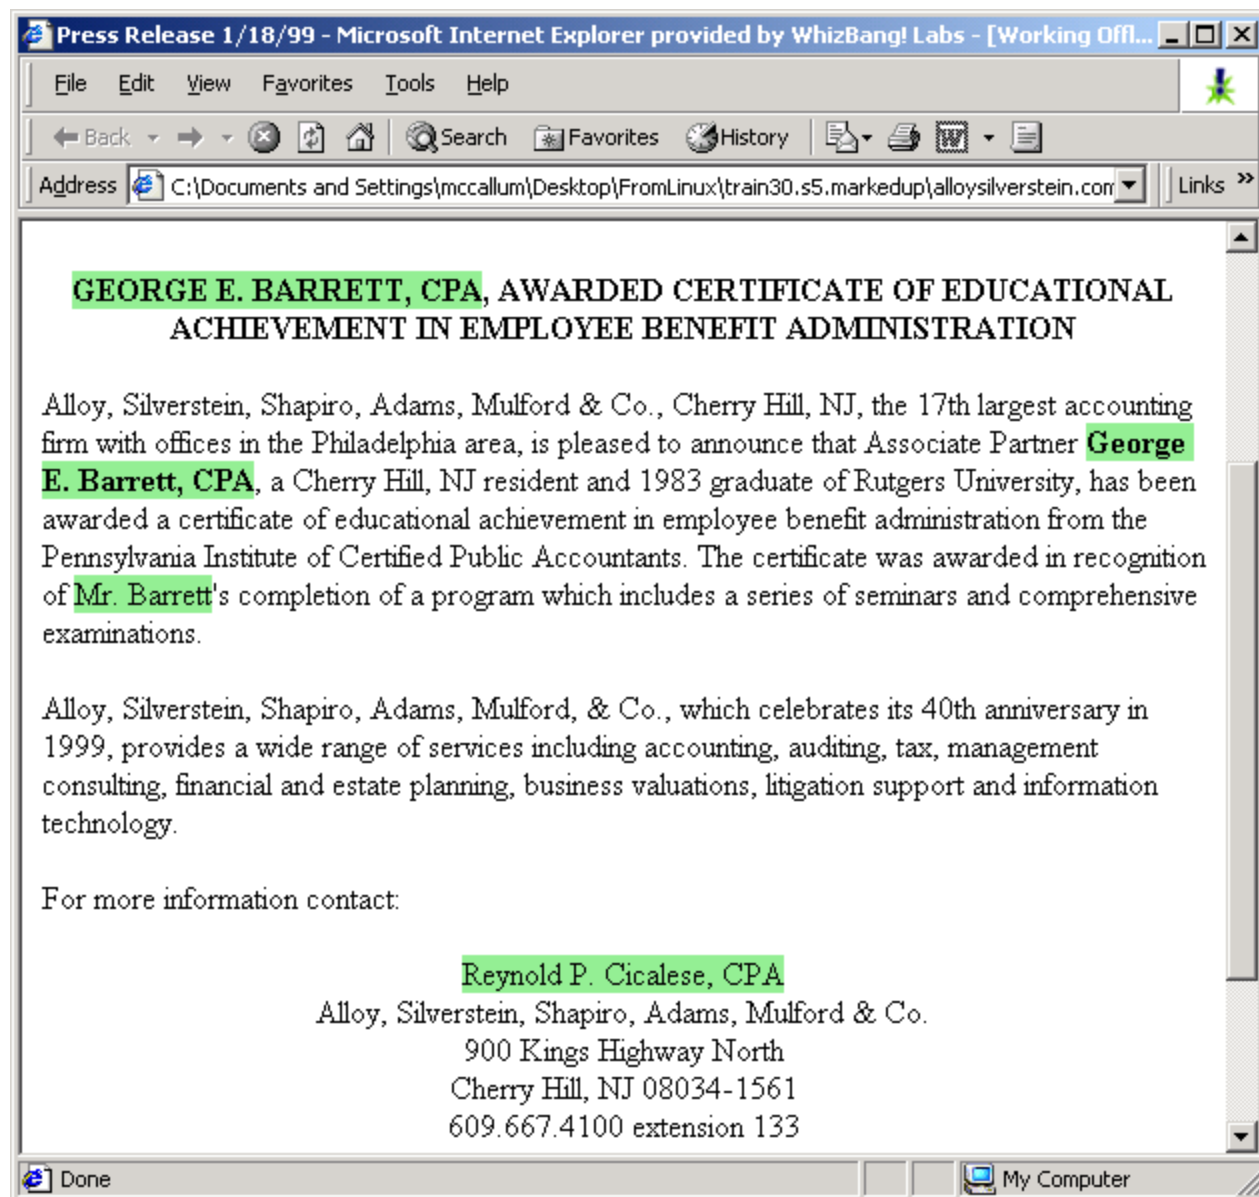 Press Release 1/18/99 - Microsoft Internet Explorer provided by WhizBang! Labs - [Working Offl...
File Edit View Favorites Tools Help
Back Search Favorites History
Address C:\Documents and Settings\mccallum\Desktop\FromLinux\train30.s5.markedup\alloysilverstein.com Links »
GEORGE E. BARRETT, CPA, AWARDED CERTIFICATE OF EDUCATIONAL
ACHIEVEMENT IN EMPLOYEE BENEFIT ADMINISTRATION
Alloy, Silverstein, Shapiro, Adams, Mulford & Co., Cherry Hill, NJ, the 17th largest accounting
firm with offices in the Philadelphia area, is pleased to announce that Associate Partner George
E. Barrett, CPA, a Cherry Hill, NJ resident and 1983 graduate of Rutgers University, has been
awarded a certificate of educational achievement in employee benefit administration from the
Pennsylvania Institute of Certified Public Accountants. The certificate was awarded in recognition
of Mr. Barrett's completion of a program which includes a series of seminars and comprehensive
examinations.
Alloy, Silverstein, Shapiro, Adams, Mulford, & Co., which celebrates its 40th anniversary in
1999, provides a wide range of services including accounting, auditing, tax, management
consulting, financial and estate planning, business valuations, litigation support and information
technology.
For more information contact:
Reynold P. Cicalese, CPA
Alloy, Silverstein, Shapiro, Adams, Mulford & Co.
900 Kings Highway North
Cherry Hill, NJ 08034-1561
609.667.4100 extension 133
Done My Computer